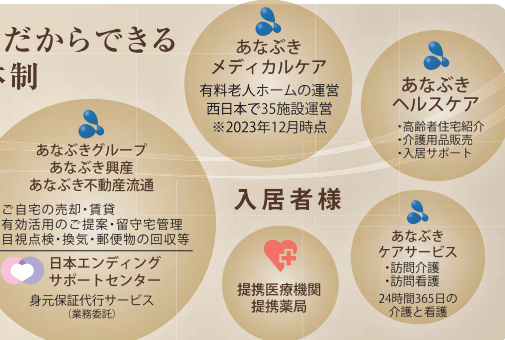 だからできる
体制
あなぶき
メディカルケア
有料老人ホームの運営
西日本で35施設運営
※2023年12月時点
あなぶき
ヘルスケア
・高齢者住宅紹介
・介護用品販売
・入居サポート
あなぶきグループ
あなぶき興産
あなぶき不動産流通
ご自宅の売却・賃貸
有効活用のご提案・留守宅管理
目視点検・換気・郵便物の回収等
日本エンディング
サポートセンター
身元保証代行サービス
（業務委託）
入居者様
提携医療機関
提携薬局
あなぶき
ケアサービス
・訪問介護
・訪問看護
24時間365日の
介護と看護